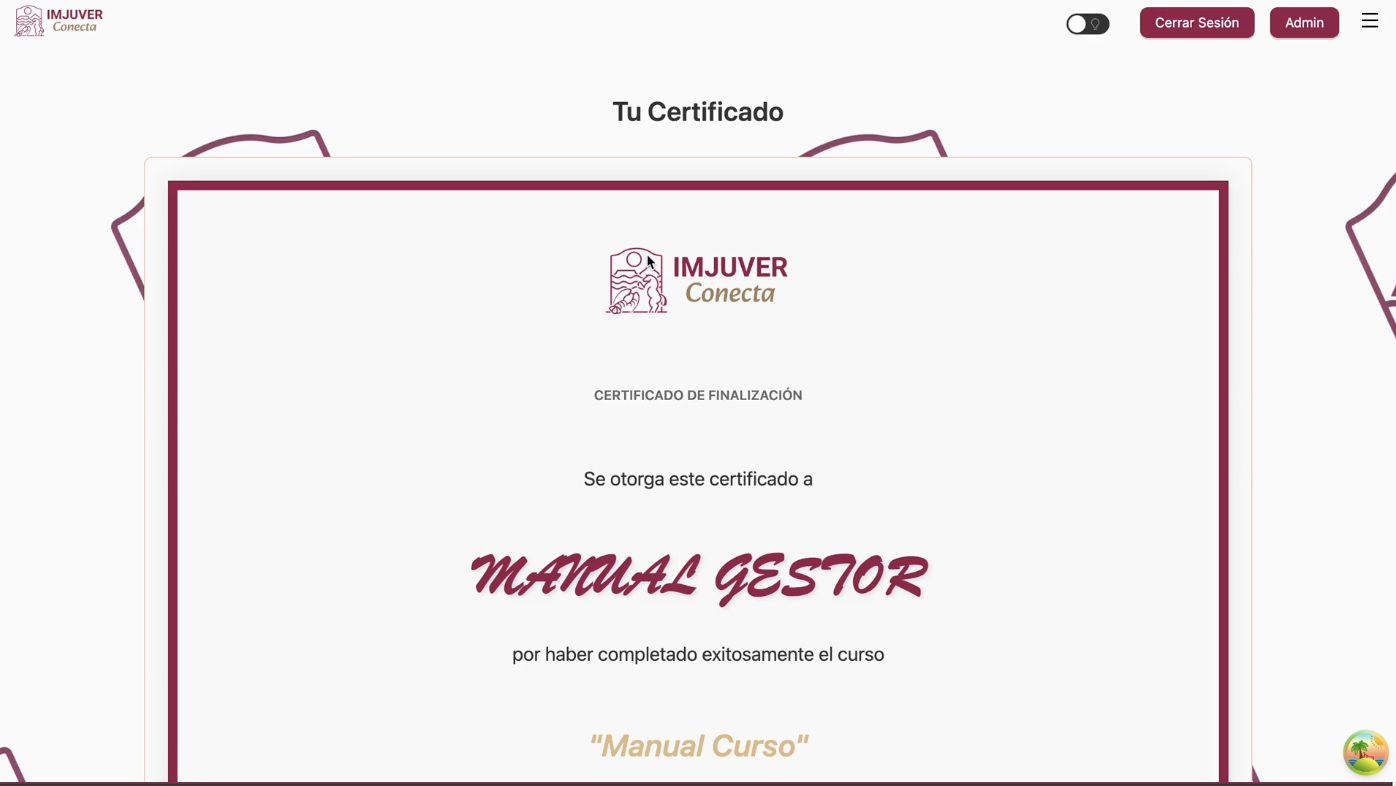 IMJUVER
Conecta
Cerrar Sesión
Admin
Tu Certificado
IMJUVER
Conecta
CERTIFICADO DE FINALIZACIÓN
Se otorga este certificado a
MANUAL GESTOR
por haber completado exitosamente el curso
"Manual Curso"